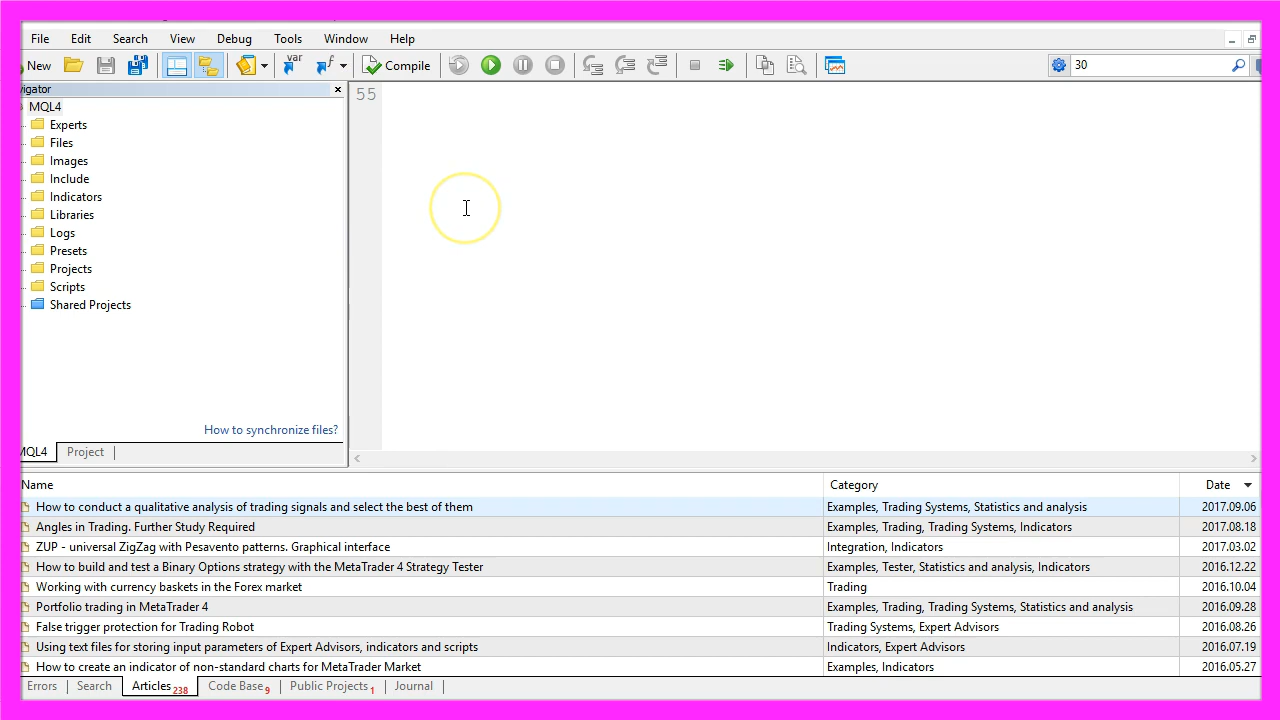 File Edit View Search Debug Tools Window Help
New Compile 30
vigator
MQL4
Experts
Files
Images
Include
Indicators
Libraries
Logs
Presets
Projects
Scripts
Shared Projects
How to synchronize files?
MQL4 Project
55
Name Category Date
How to conduct a qualitative analysis of trading signals and select the best of them Examples, Trading Systems, Statistics and analysis 2017.09.06
Angles in Trading. Further Study Required Examples, Trading, Trading Systems, Indicators 2017.08.18
ZUP - universal ZigZag with Pesavento patterns. Graphical interface Integration, Indicators 2017.03.02
How to build and test a Binary Options strategy with the MetaTrader 4 Strategy Tester Examples, Tester, Statistics and analysis, Indicators 2016.12.22
Working with currency baskets in the Forex market Trading 2016.10.04
Portfolio trading in MetaTrader 4 Examples, Trading, Trading Systems, Statistics and analysis 2016.09.28
False trigger protection for Trading Robot Trading Systems, Expert Advisors 2016.08.26
Using text files for storing input parameters of Expert Advisors, indicators and scripts Indicators, Expert Advisors 2016.07.19
How to create an indicator of non-standard charts for MetaTrader Market Examples, Indicators 2016.05.27
Errors Search Articles 238 Code Base 9 Public Projects 1 Journal